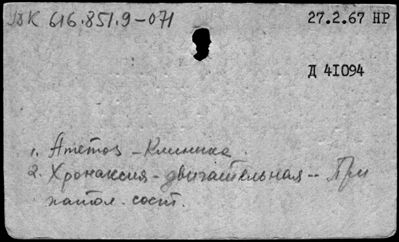 УДК 616.851.9-071
27.2.67 НР
Д 41094
1. Атетоз - Клиника.
2. Хронаксия - двигательная -- При
патол. сост.